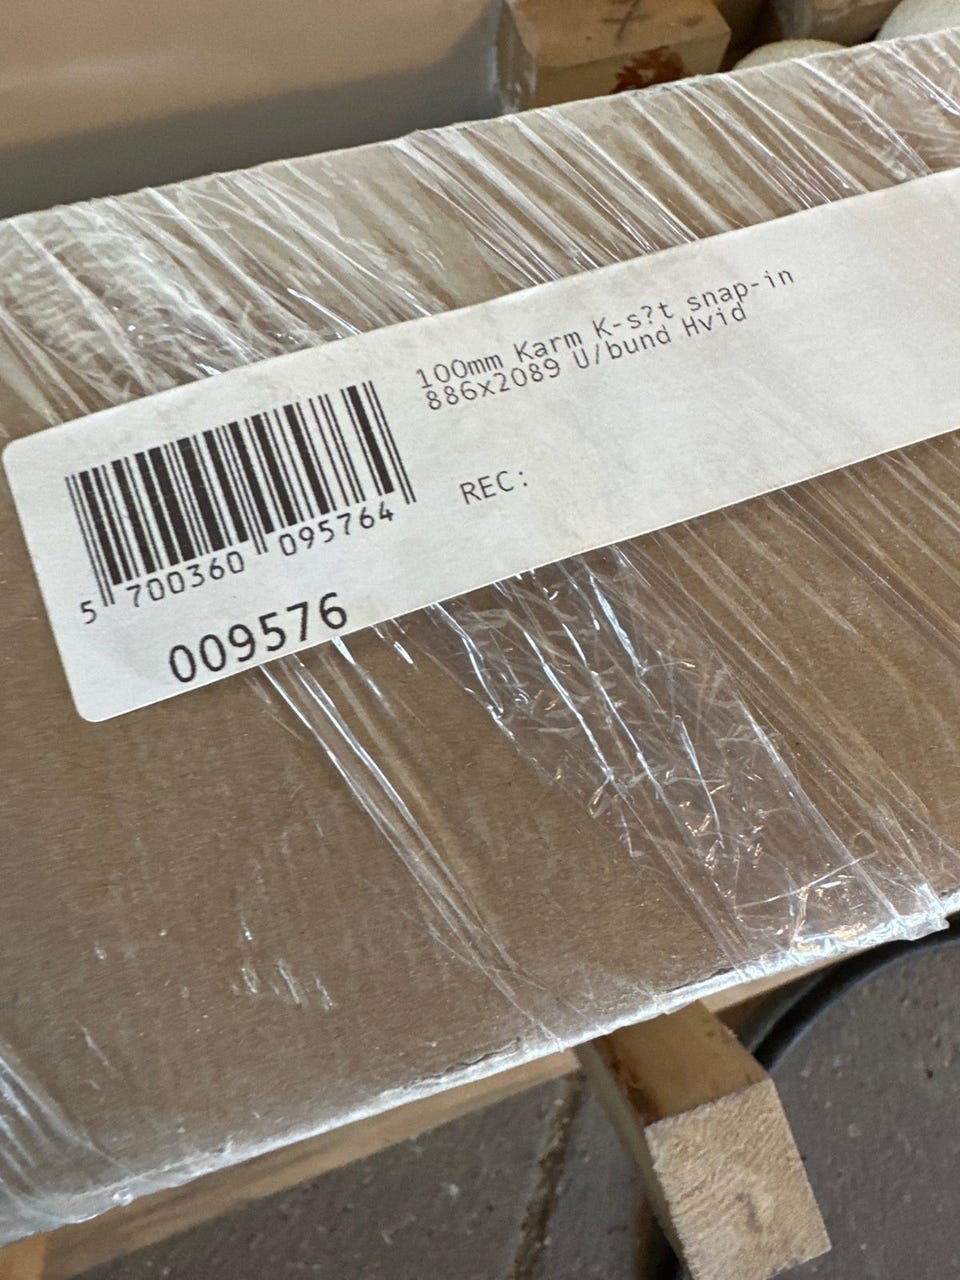 100mm Karm K-s?t snap-in
886x2089 U/bund Hvid
REC:
5 700360 095764
009576